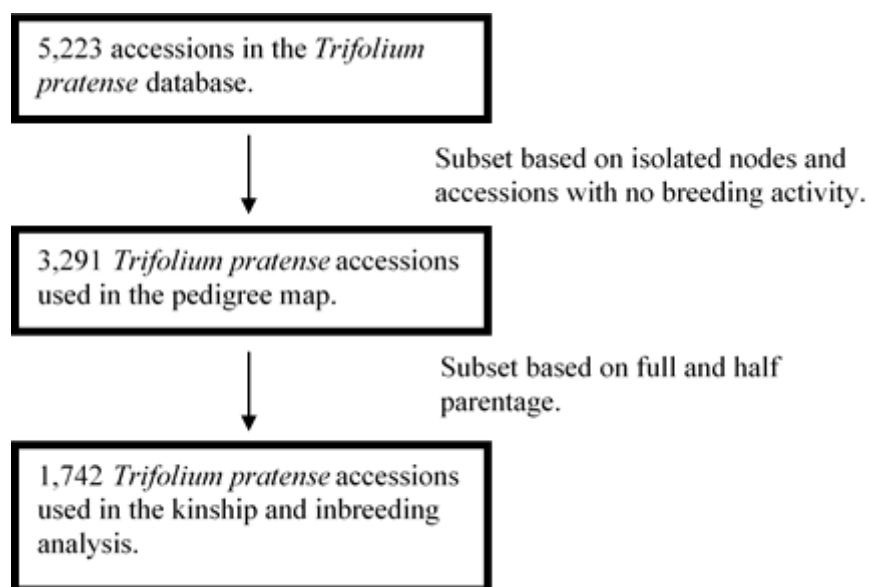 5,223 accessions in the Trifolium
pratense database.
Subset based on isolated nodes and
accessions with no breeding activity.
3,291 Trifolium pratense accessions
used in the pedigree map.
Subset based on full and half
parentage.
1,742 Trifolium pratense accessions
used in the kinship and inbreeding
analysis.